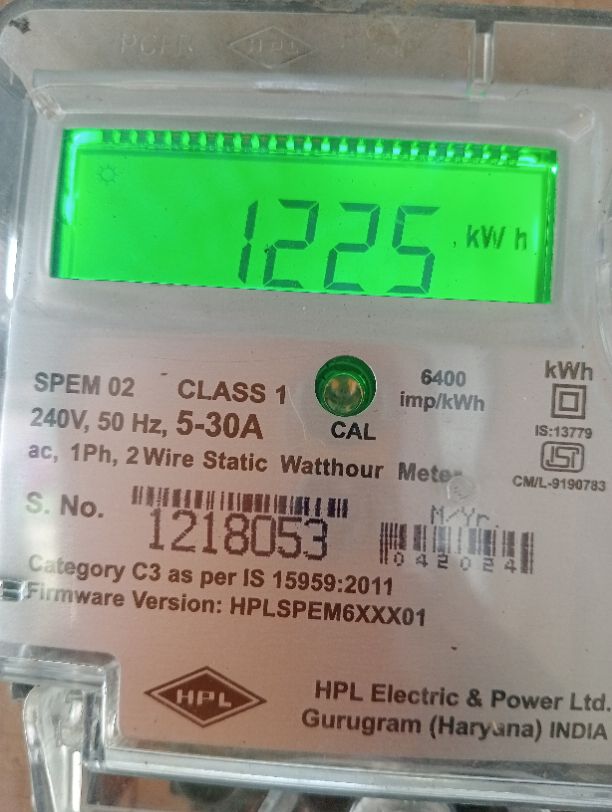 HPL
1225 kWh
SPEM 02 CLASS 1
6400
imp/kWh
kWh
240V, 50 Hz, 5-30A
CAL
IS:13779
ISI
CM/L-9190783
ac, 1Ph, 2 Wire Static Watthour Meter
S. No. 1218053
M/Yr.
042024
Category C3 as per IS 15959:2011
Firmware Version: HPLSPEM6XXX01
HPL
HPL Electric & Power Ltd.
Gurugram (Haryana) INDIA